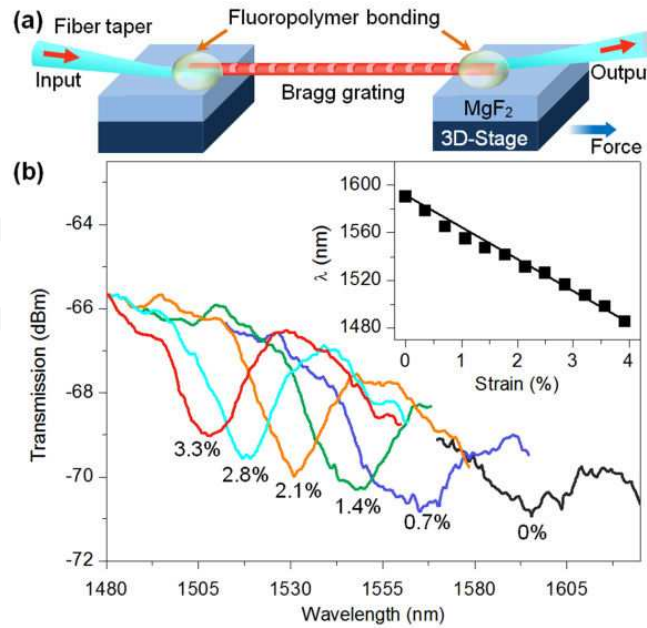 (a)
Fluoropolymer bonding
Fiber taper
Input
Output
Bragg grating
MgF₂
3D-Stage
Force
(b)
-64
-66
-68
-70
-72
Transmission (dBm)
1600
1560
1520
1480
λ (nm)
0 1 2 3 4
Strain (%)
3.3%
2.8%
2.1%
1.4%
0.7%
0%
1480 1505 1530 1555 1580 1605
Wavelength (nm)